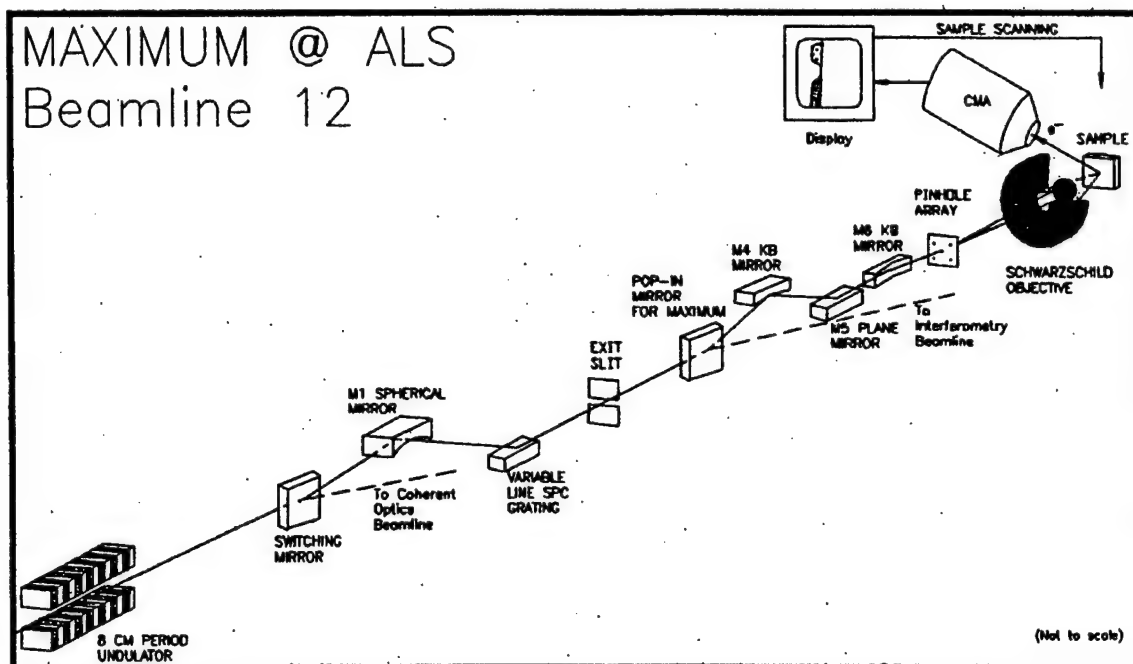 MAXIMUM @ ALS
Beamline 12
SAMPLE SCANNING
CMA
e⁻
SAMPLE
Display
PINHOLE
ARRAY
M6 KB
MIRROR
M4 KB
MIRROR
SCHWARZSCHILD
OBJECTIVE
POP-IN
MIRROR
FOR MAXIMUM
To
Interferometry
Beamline
M5 PLANE
MIRROR
EXIT
SLIT
M1 SPHERICAL
MIRROR
VARIABLE
LINE SPC
GRATING
To Coherent
Optics
Beamline
SWITCHING
MIRROR
8 CM PERIOD
UNDULATOR
(Not to scale)